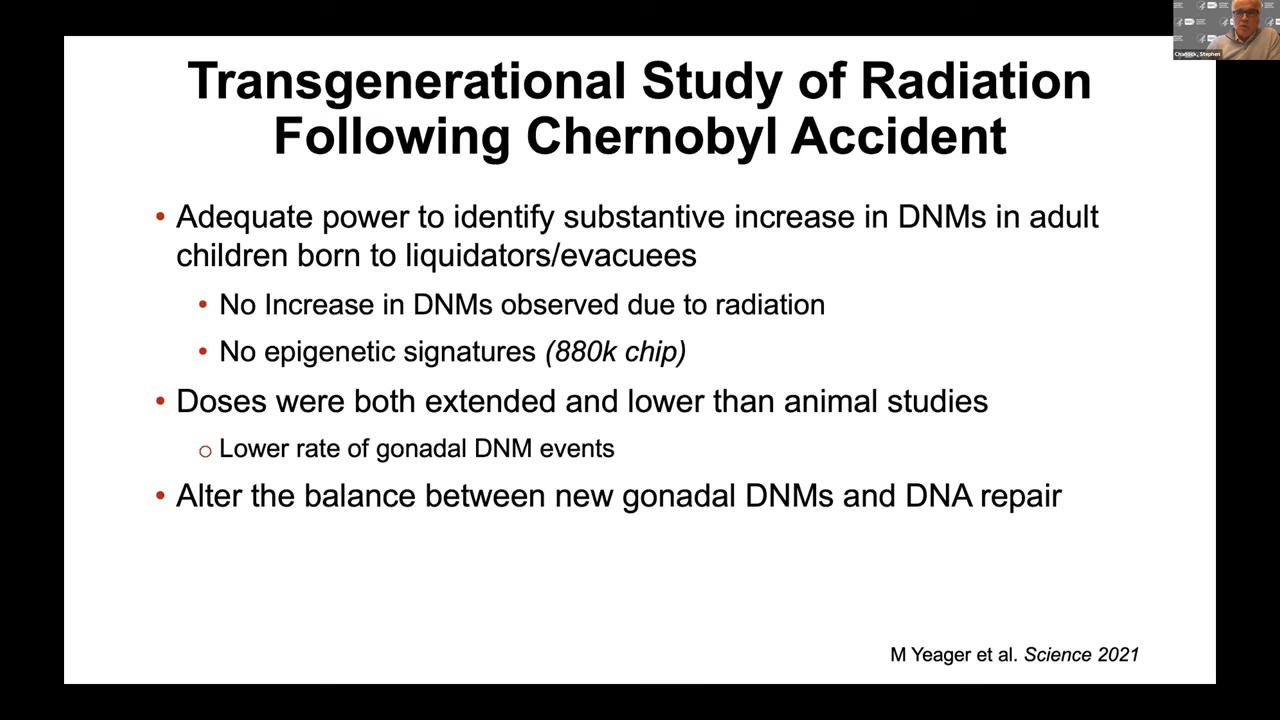 Transgenerational Study of Radiation
Following Chernobyl Accident
• Adequate power to identify substantive increase in DNMs in adult
children born to liquidators/evacuees
• No Increase in DNMs observed due to radiation
• No epigenetic signatures (880k chip)
• Doses were both extended and lower than animal studies
○ Lower rate of gonadal DNM events
• Alter the balance between new gonadal DNMs and DNA repair
M Yeager et al. Science 2021
Chanock, Stephen